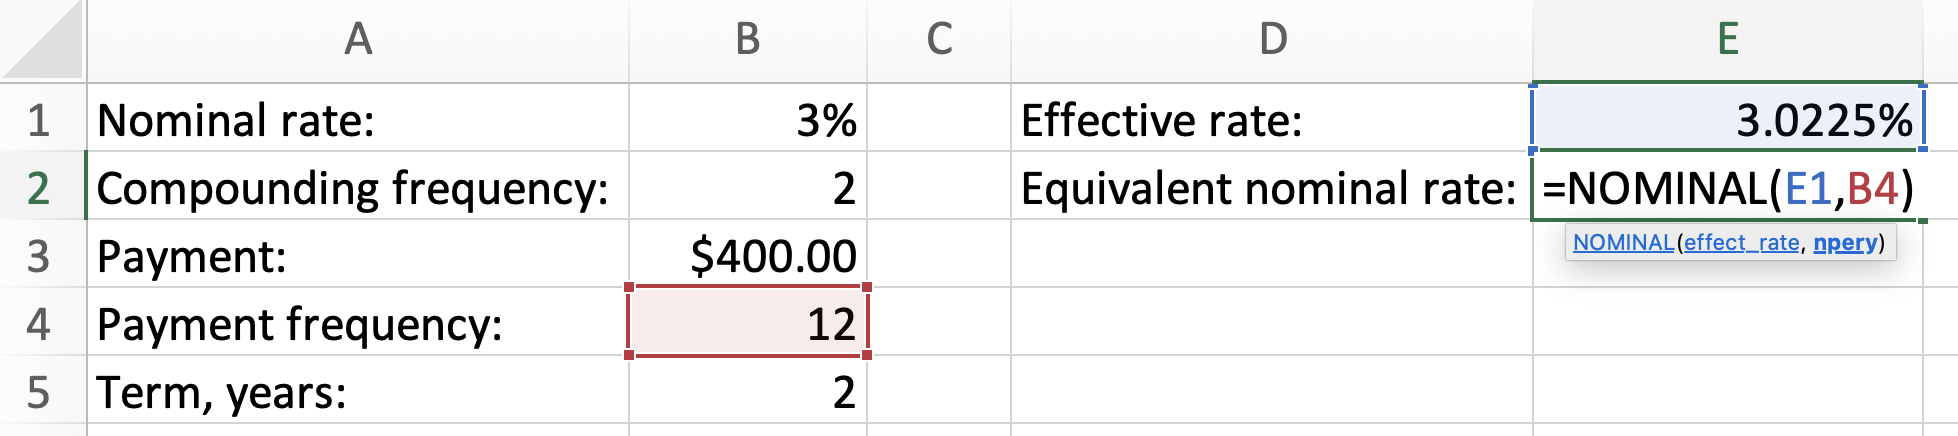 A B C D E
1 Nominal rate: 3% Effective rate: 3.0225%
2 Compounding frequency: 2 Equivalent nominal rate: =NOMINAL(E1,B4)
NOMINAL(effect_rate, npery)
3 Payment: $400.00
4 Payment frequency: 12
5 Term, years: 2